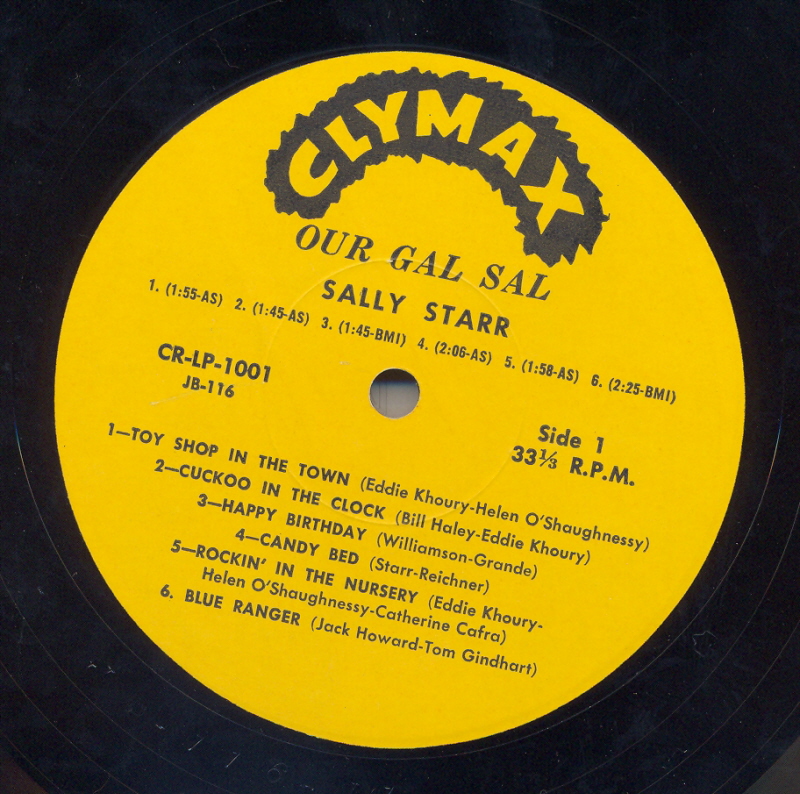 CLYMAX
OUR GAL SAL
SALLY STARR
1. (1:55-AS) 2. (1:45-AS) 3. (1:45-BMI) 4. (2:06-AS) 5. (1:58-AS) 6. (2:25-BMI)
CR-LP-1001
JB-116
Side 1
33⅓ R.P.M.
1—TOY SHOP IN THE TOWN (Eddie Khoury-Helen O'Shaughnessy)
2—CUCKOO IN THE CLOCK (Bill Haley-Eddie Khoury)
3—HAPPY BIRTHDAY (Williamson-Grande)
4—CANDY BED (Starr-Reichner)
5—ROCKIN' IN THE NURSERY (Eddie Khoury-
Helen O'Shaughnessy-Catherine Cafra)
6. BLUE RANGER (Jack Howard-Tom Gindhart)